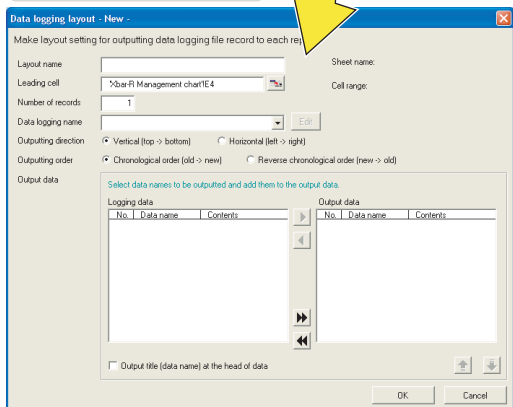 Data logging layout - New -
Make layout setting for outputting data logging file record to each
Layout name
Sheet name:
Leading cell 'Xbar-R Management chart'!E4
Cell range:
Number of records 1
Data logging name Edit
Outputting direction Vertical (top -> bottom) Horizontal (left -> right)
Outputting order Chronological order (old -> new) Reverse chronological order (new -> old)
Output data
Select data names to be outputted and add them to the output data.
Logging data Output data
No. Data name Contents No. Data name Contents
Output title (data name) at the head of data
OK Cancel